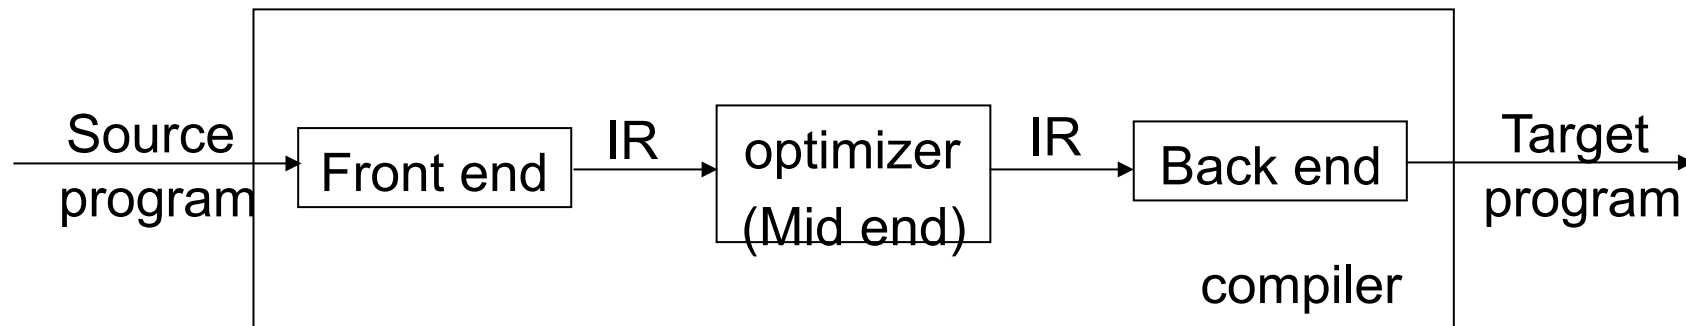 Source
program
Front end
IR
optimizer
(Mid end)
IR
Back end
Target
program
compiler